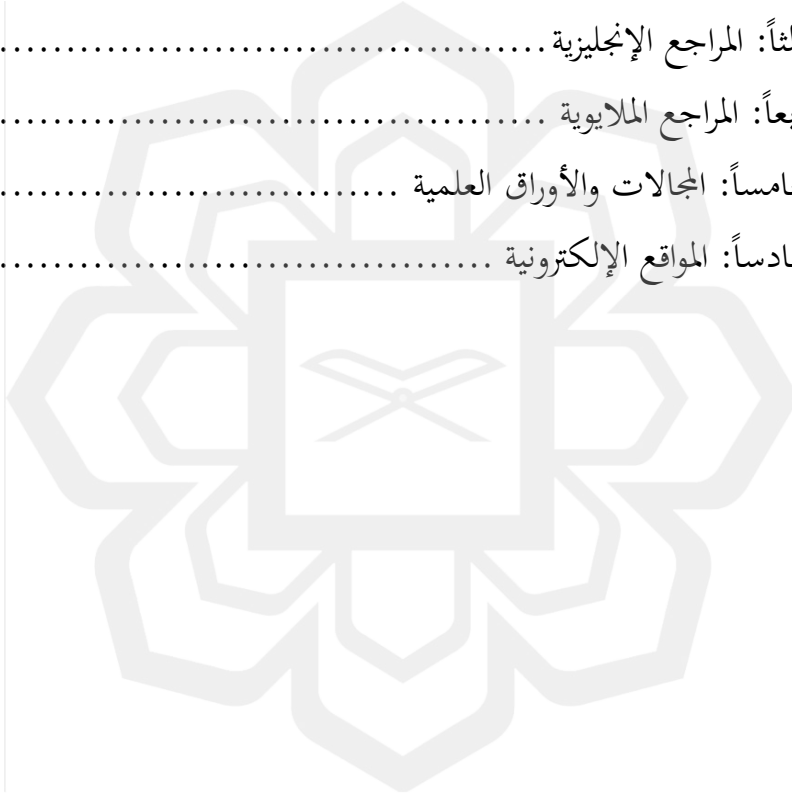 لثاً: المراجع الإنجليزية......................................
بعاً: المراجع الملايوية ......................................
امساً: المجالات والأوراق العلمية ..............................
ادساً: المواقع الإلكترونية ....................................